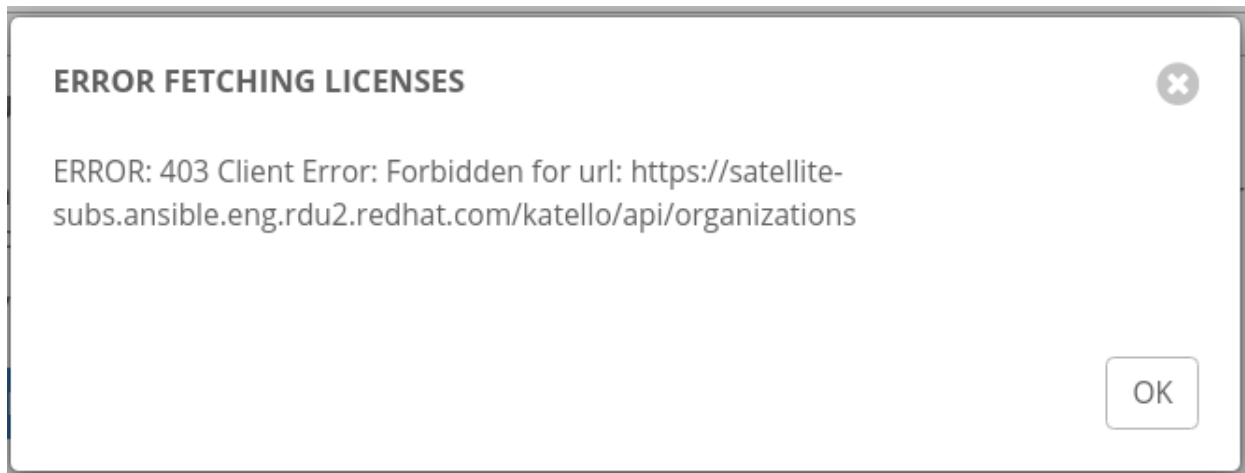 ERROR FETCHING LICENSES
ERROR: 403 Client Error: Forbidden for url: https://satellite-
subs.ansible.eng.rdu2.redhat.com/katello/api/organizations
OK